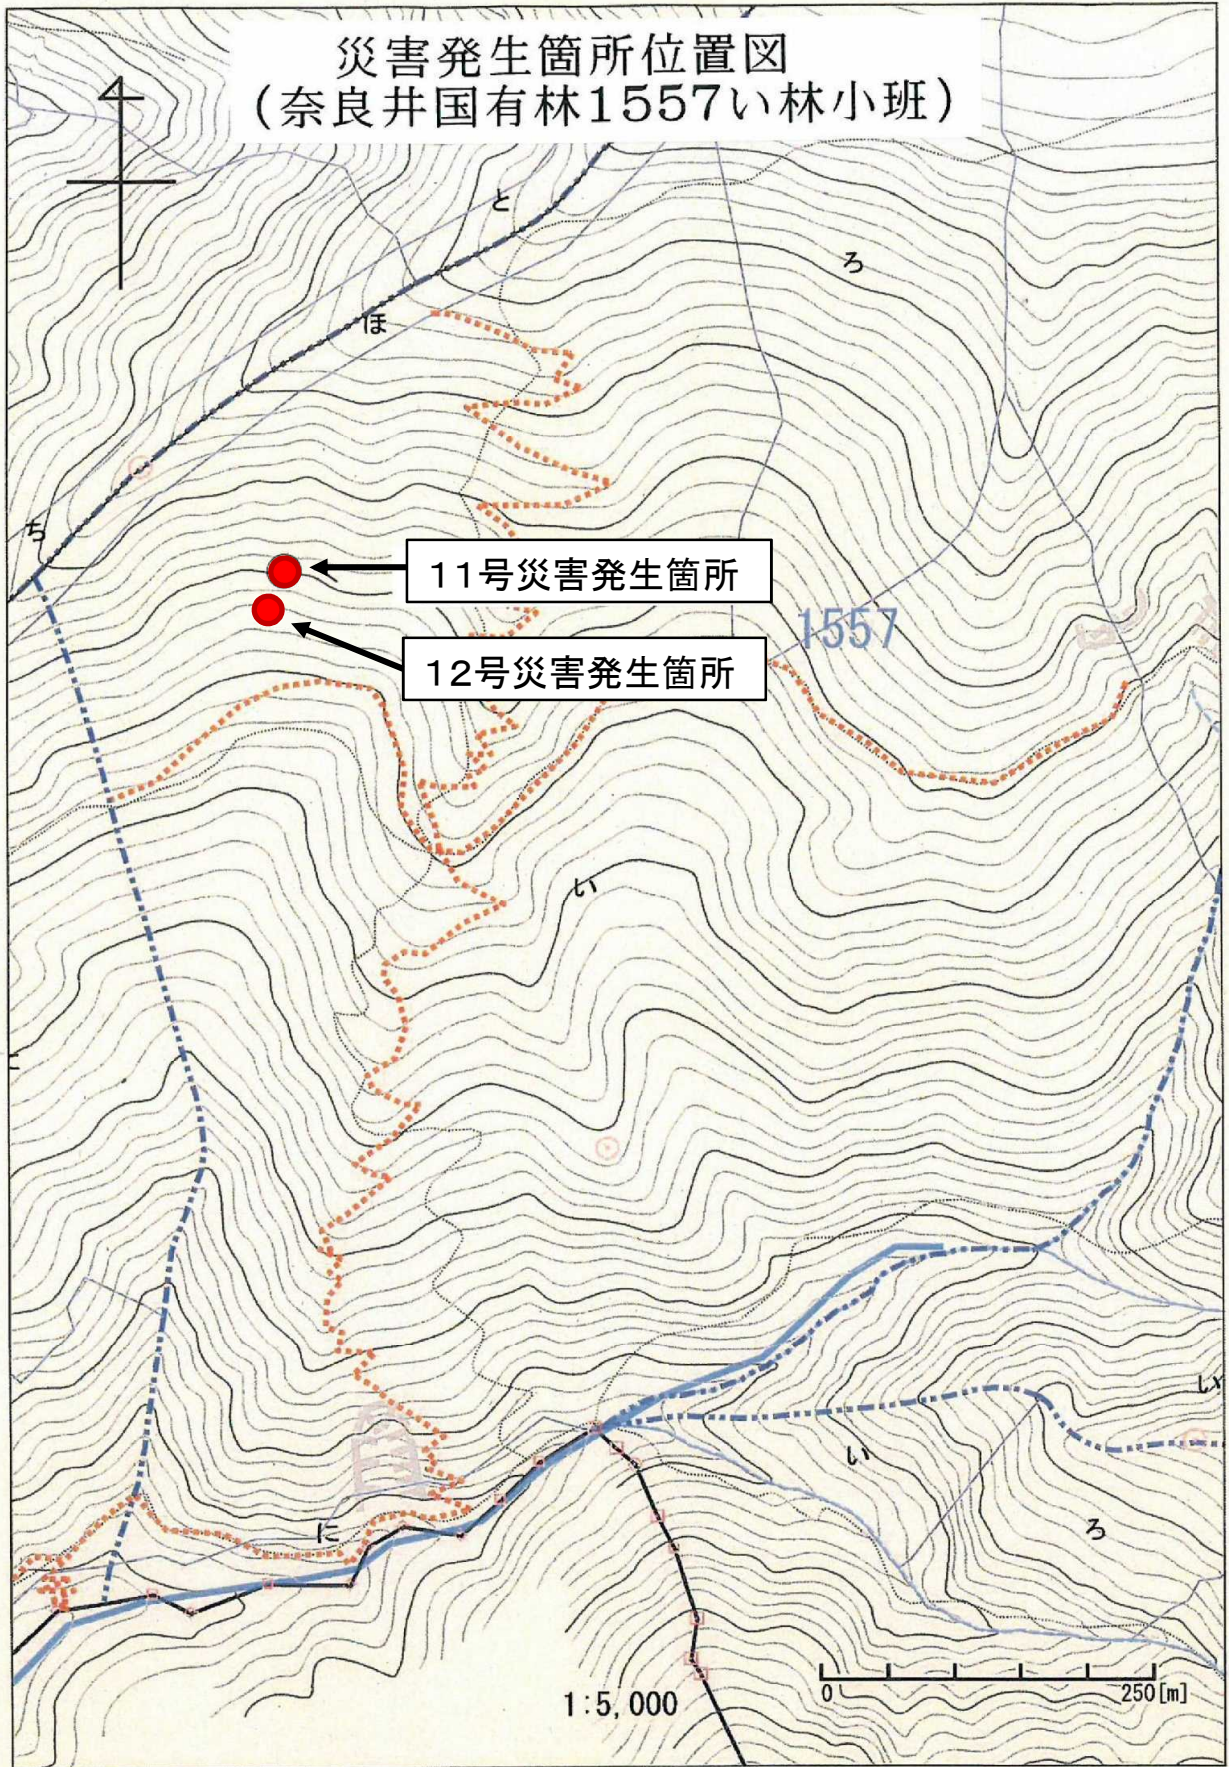 災害発生箇所位置図
(奈良井国有林1557い林小班)
と
ろ
ほ
ち
11号災害発生箇所
1557
12号災害発生箇所
い
い
い
に
ろ
1:5,000
0 250[m]